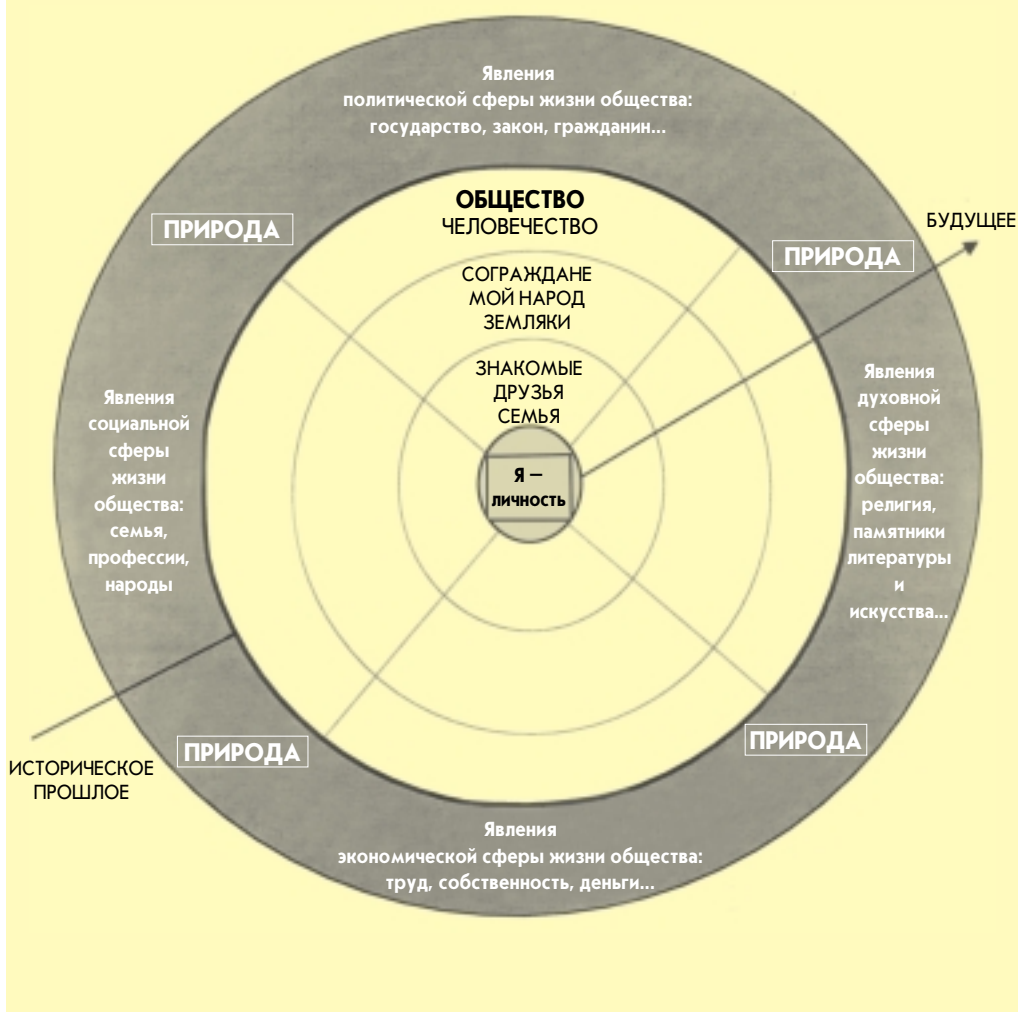 Явления
политической сферы жизни общества:
государство, закон, гражданин...
ОБЩЕСТВО
ЧЕЛОВЕЧЕСТВО
ПРИРОДА
БУДУЩЕЕ
ПРИРОДА
СОГРАЖДАНЕ
МОЙ НАРОД
ЗЕМЛЯКИ
ЗНАКОМЫЕ
ДРУЗЬЯ
СЕМЬЯ
Явления
социальной
сферы
жизни
общества:
семья,
профессии,
народы
Я –
личность
Явления
духовной
сферы
жизни
общества:
религия,
памятники
литературы
и
искусства...
ПРИРОДА
ПРИРОДА
ИСТОРИЧЕСКОЕ
ПРОШЛОЕ
Явления
экономической сферы жизни общества:
труд, собственность, деньги...